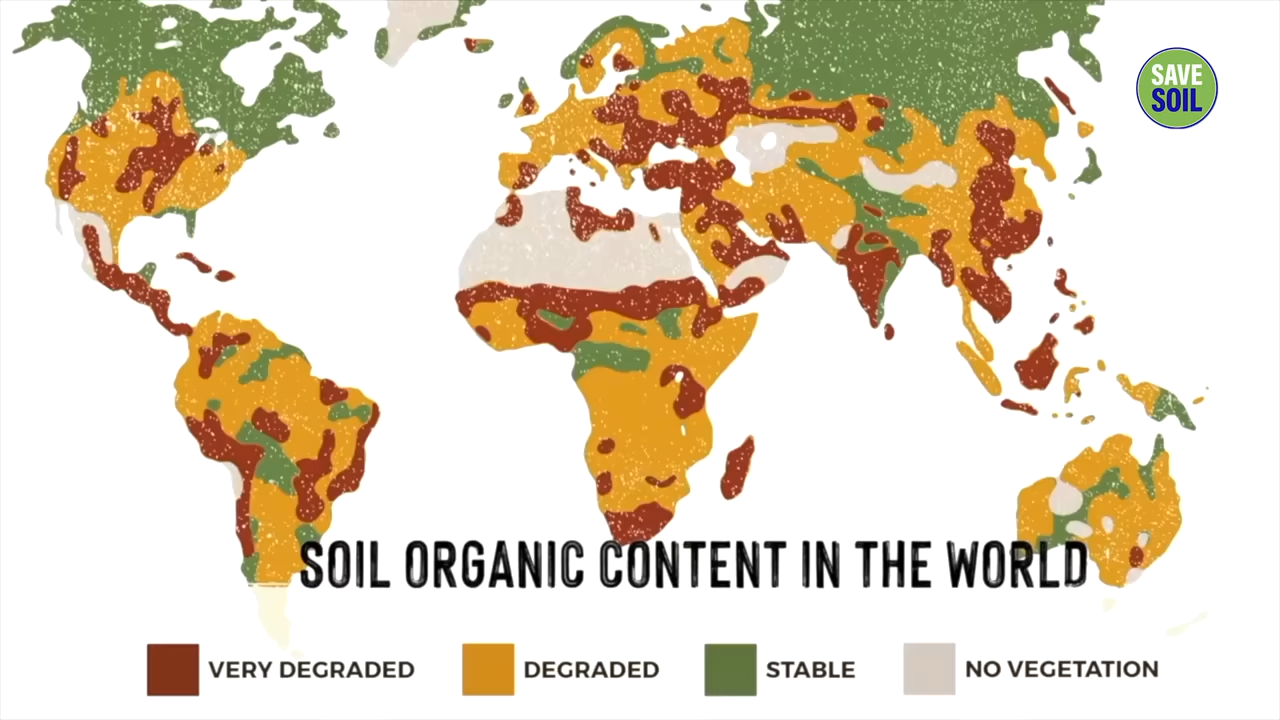 SAVE
SOIL
SOIL ORGANIC CONTENT IN THE WORLD
VERY DEGRADED
DEGRADED
STABLE
NO VEGETATION